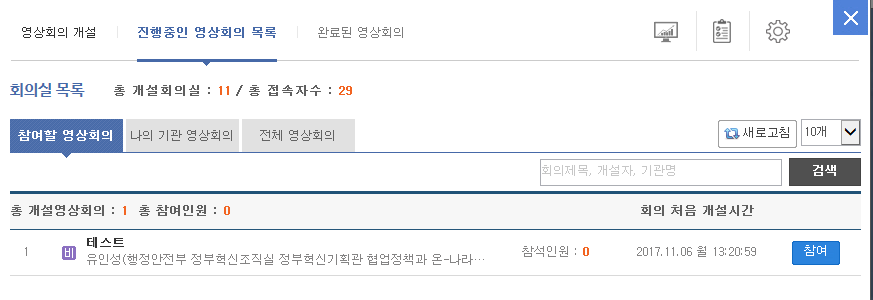 영상회의 개설 진행중인 영상회의 목록 완료된 영상회의
회의실 목록 총 개설회의실 : 11 / 총 접속자수 : 29
참여할 영상회의 나의 기관 영상회의 전체 영상회의 새로고침 10개
회의제목, 개설자, 기관명 검색
총 개설영상회의 : 1 총 참여인원 : 0 회의 처음 개설시간
테스트
1 비 유인성(행정안전부 정부혁신조직실 정부혁신기획관 협업정책과 온-나라… 참석인원 : 0 2017.11.06 월 13:20:59 참여